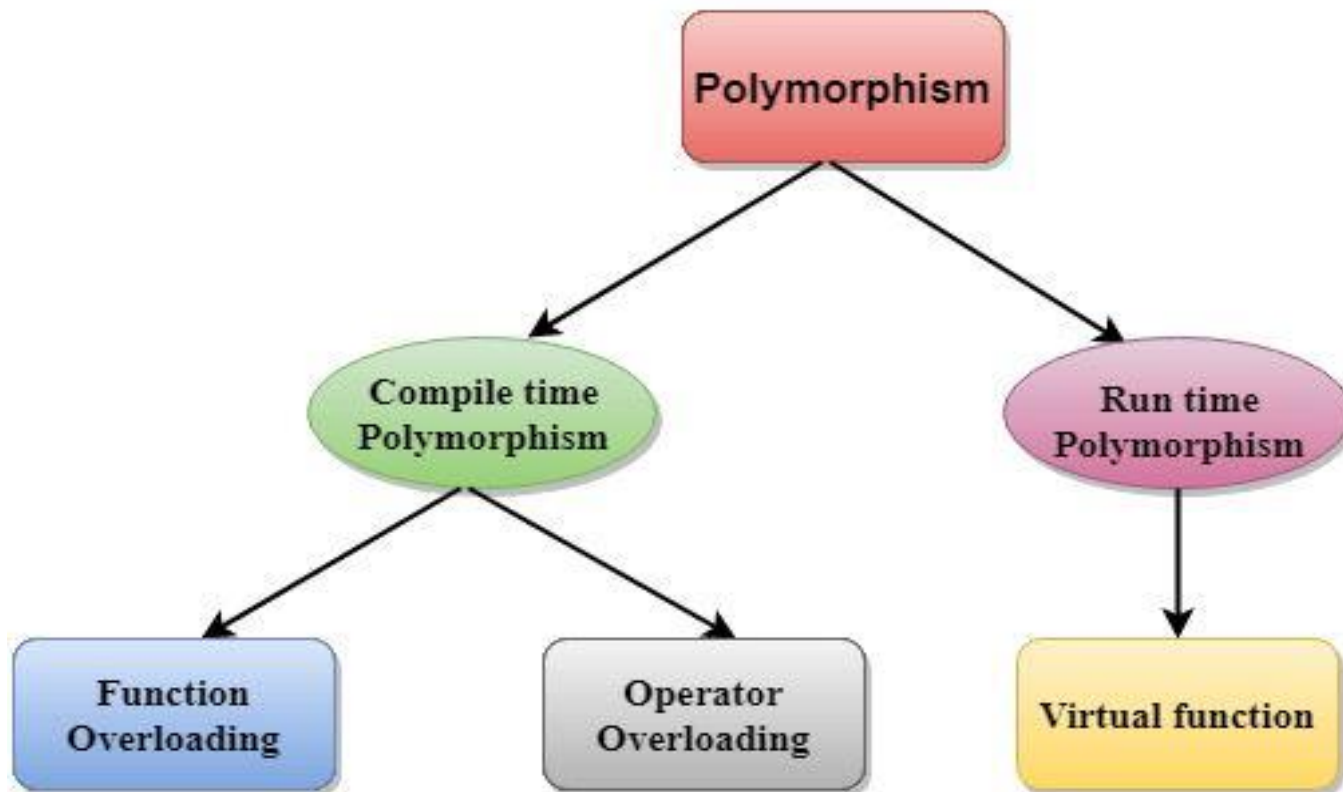 Polymorphism
Compile time
Polymorphism
Run time
Polymorphism
Function
Overloading
Operator
Overloading
Virtual function